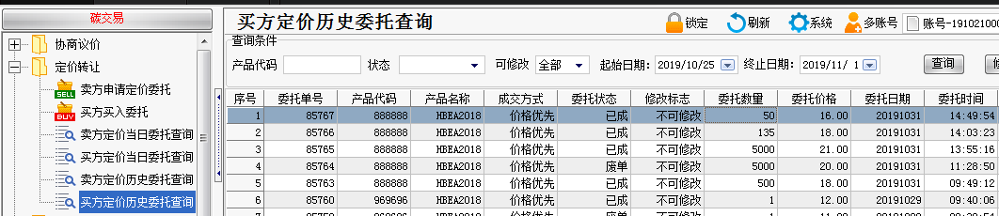 碳交易
协商议价
定价转让
SELL 卖方申请定价委托
BUY 买方买入委托
卖方定价当日委托查询
买方定价当日委托查询
卖方定价历史委托查询
买方定价历史委托查询
买方定价历史委托查询 锁定 刷新 系统 多账号 账号-191021000
查询条件
产品代码 状态 可修改 全部 起始日期: 2019/10/25 终止日期: 2019/11/ 1 查询
序号 委托单号 产品代码 产品名称 成交方式 委托状态 修改标志 委托数量 委托价格 委托日期 委托时间
1 85767 888888 HBEA2018 价格优先 已成 不可修改 50 16.00 20191031 14:49:54
2 85766 888888 HBEA2018 价格优先 已成 不可修改 135 18.00 20191031 14:03:23
3 85765 888888 HBEA2018 价格优先 已成 不可修改 5000 21.00 20191031 13:55:16
4 85764 888888 HBEA2018 价格优先 废单 不可修改 5000 20.00 20191031 11:28:50
5 85763 888888 HBEA2018 价格优先 已成 不可修改 500 18.00 20191031 09:49:12
6 85760 969696 HBEA2018 价格优先 已成 不可修改 1 12.00 20191029 09:40:06